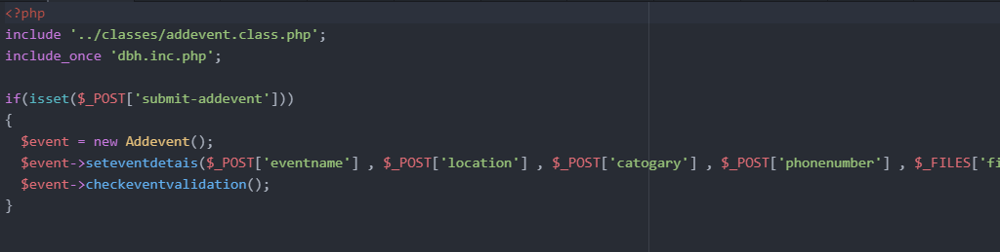 <?php
include '../classes/addevent.class.php';
include_once 'dbh.inc.php';
if(isset($_POST['submit-addevent']))
{
$event = new Addevent();
$event->seteventdetais($_POST['eventname'] , $_POST['location'] , $_POST['catogary'] , $_POST['phonenumber'] , $_FILES['fi
$event->checkeventvalidation();
}